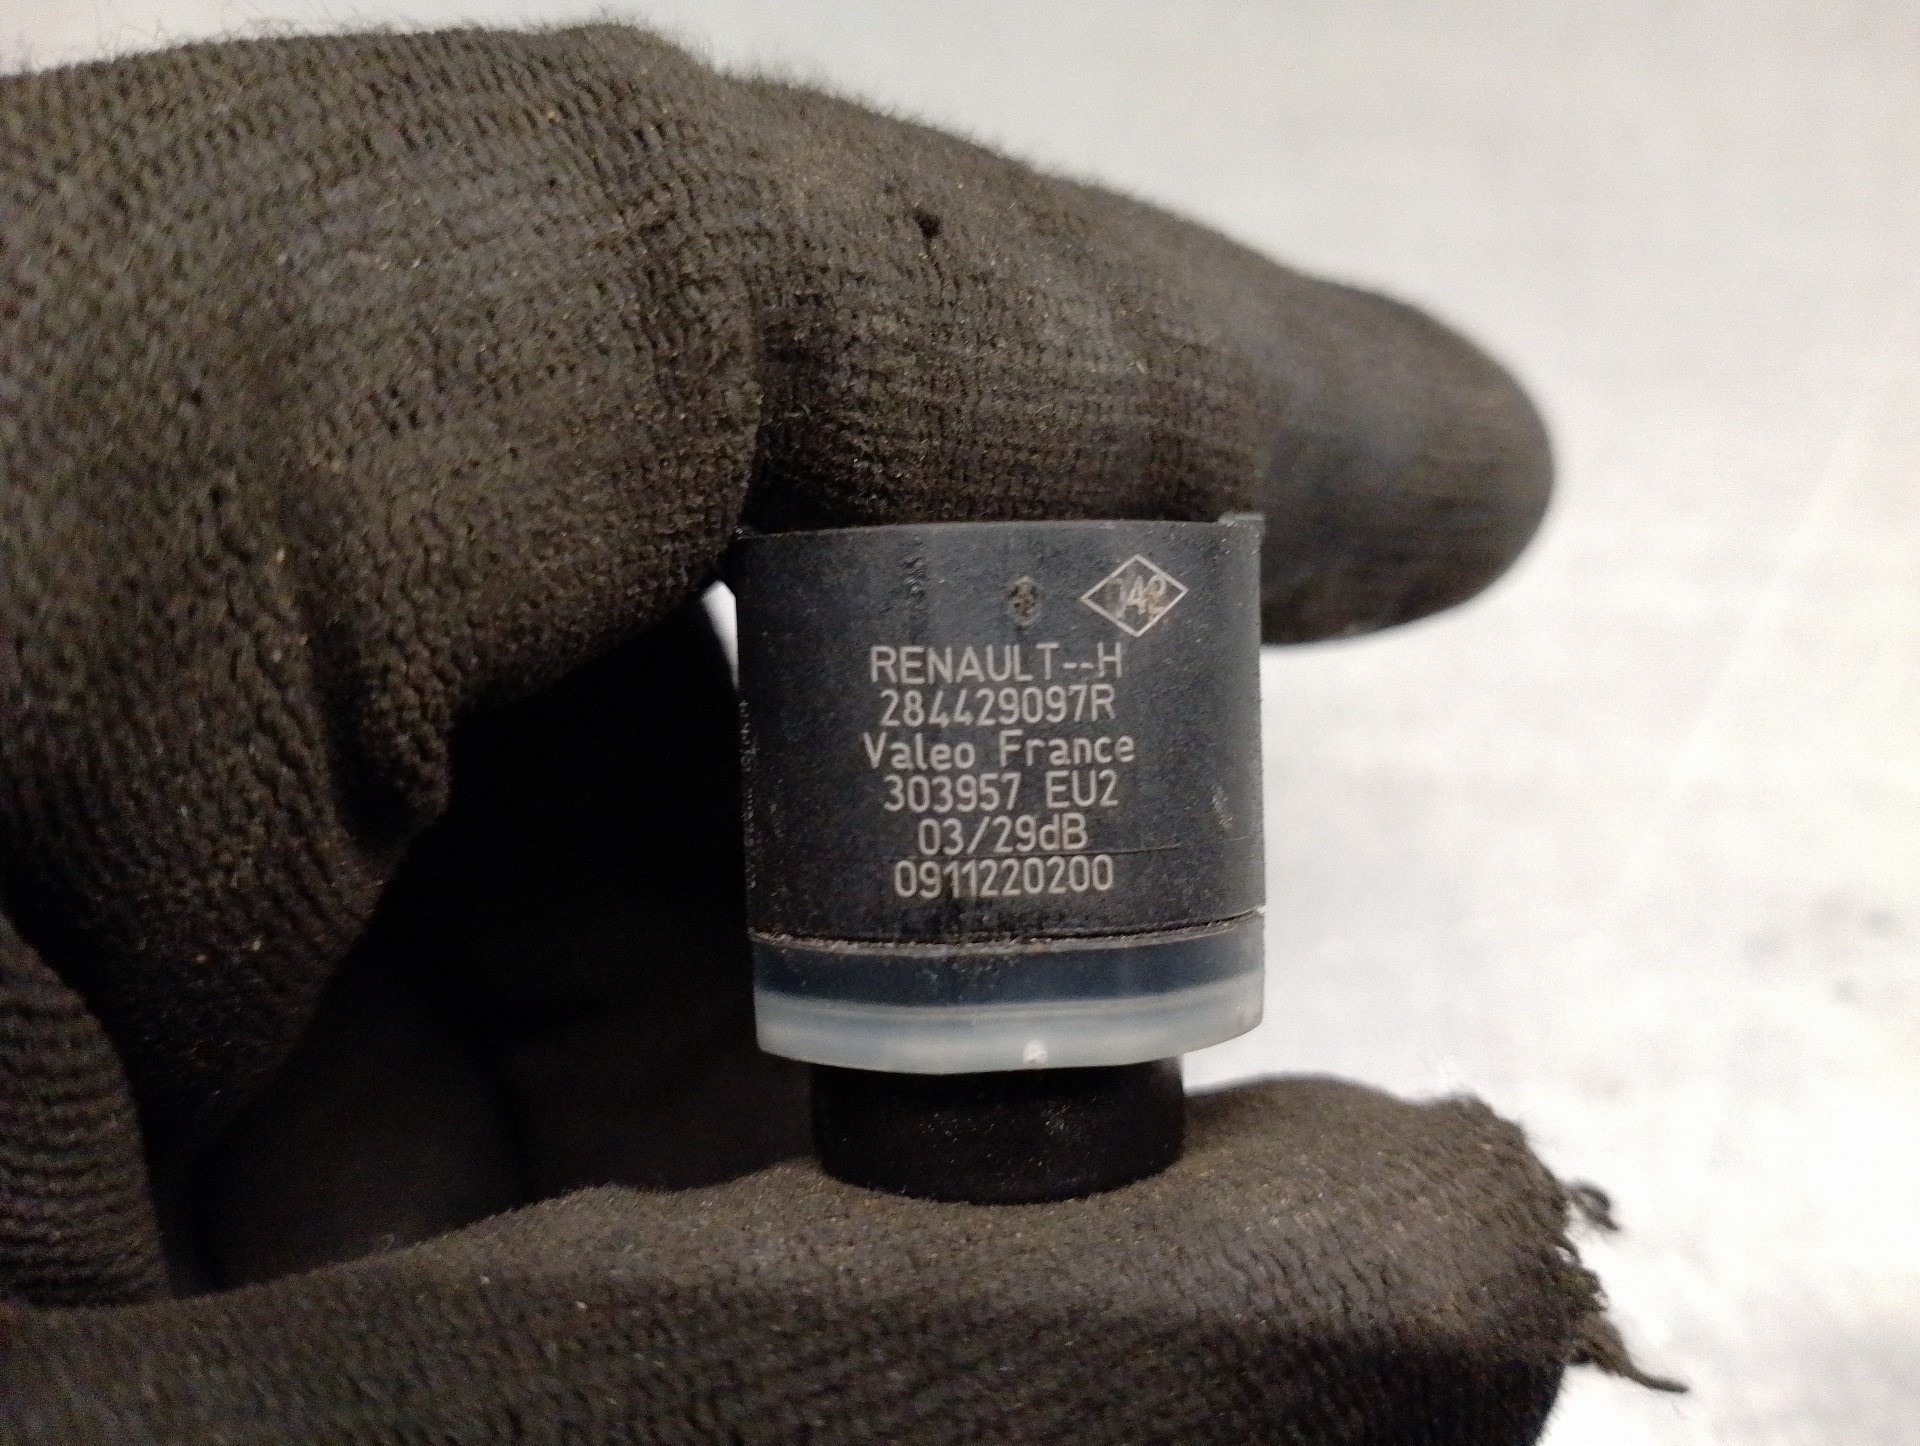 RENAULT--H
284429097R
Valeo France
303957 EU2
03/29dB
0911220200